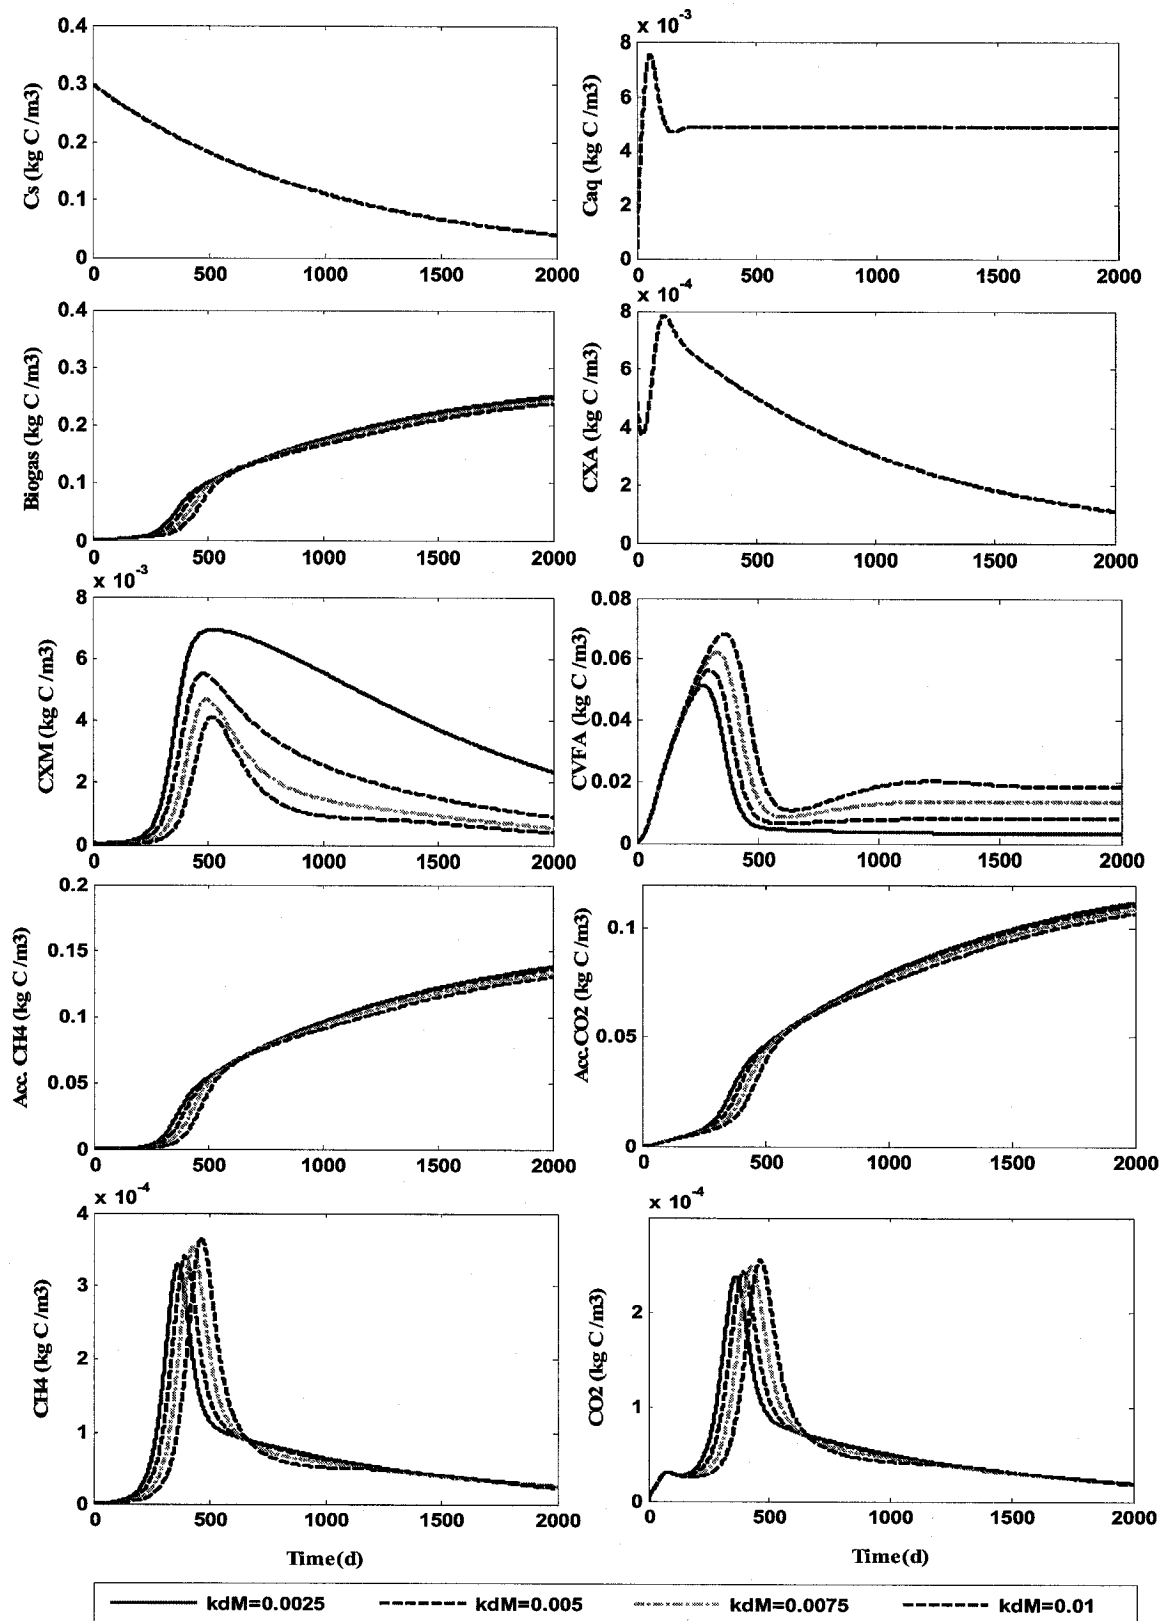 0.4
0.3
0.2
0.1
0
Cs (kg C /m3)
0 500 1000 1500 2000
x 10-3
8
6
4
2
0
Caq (kg C /m3)
0 500 1000 1500 2000
0.4
0.3
0.2
0.1
0
Biogas (kg C /m3)
0 500 1000 1500 2000
x 10-4
8
6
4
2
0
CXA (kg C /m3)
0 500 1000 1500 2000
x 10-3
8
6
4
2
0
CXM (kg C /m3)
0 500 1000 1500 2000
0.08
0.06
0.04
0.02
0
CVFA (kg C /m3)
0 500 1000 1500 2000
0.2
0.15
0.1
0.05
0
Acc. CH4 (kg C /m3)
0 500 1000 1500 2000
0.1
0.05
0
Acc.CO2 (kg C /m3)
0 500 1000 1500 2000
x 10-4
4
3
2
1
0
CH4 (kg C /m3)
0 500 1000 1500 2000
Time(d)
x 10-4
2
1
0
CO2 (kg C /m3)
0 500 1000 1500 2000
Time(d)
kdM=0.0025 kdM=0.005 kdM=0.0075 kdM=0.01